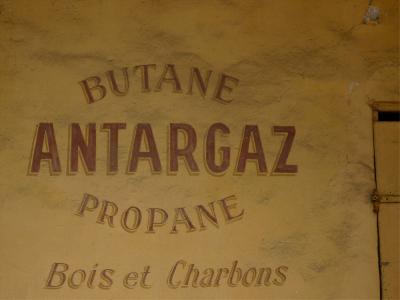 BUTANE
ANTARGAZ
PROPANE
Bois et Charbons